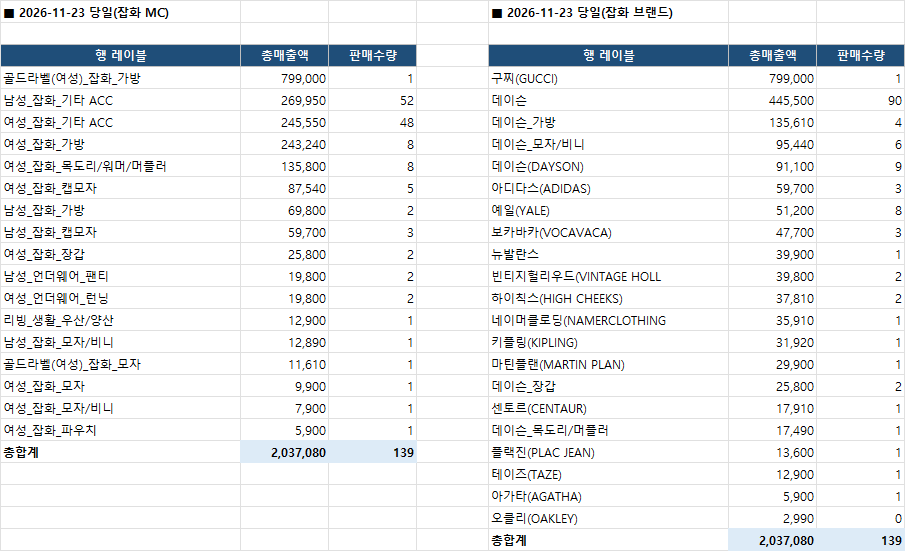 ■ 2026-11-23 당일(잡화 MC)
행 레이블 총매출액 판매수량
골드라벨(여성)_잡화_가방 799,000 1
남성_잡화_기타 ACC 269,950 52
여성_잡화_기타 ACC 245,550 48
여성_잡화_가방 243,240 8
여성_잡화_목도리/워머/머플러 135,800 8
여성_잡화_캡모자 87,540 5
남성_잡화_가방 69,800 2
남성_잡화_캡모자 59,700 3
여성_잡화_장갑 25,800 2
남성_언더웨어_팬티 19,800 2
여성_언더웨어_런닝 19,800 2
리빙_생활_우산/양산 12,900 1
남성_잡화_모자/비니 12,890 1
골드라벨(여성)_잡화_모자 11,610 1
여성_잡화_모자 9,900 1
여성_잡화_모자/비니 7,900 1
여성_잡화_파우치 5,900 1
총합계 2,037,080 139
■ 2026-11-23 당일(잡화 브랜드)
행 레이블 총매출액 판매수량
구찌(GUCCI) 799,000 1
데이슨 445,500 90
데이슨_가방 135,610 4
데이슨_모자/비니 95,440 6
데이슨(DAYSON) 91,100 9
아디다스(ADIDAS) 59,700 3
예일(YALE) 51,200 8
보카바카(VOCAVACA) 47,700 3
뉴발란스 39,900 1
빈티지헐리우드(VINTAGE HOLL 39,800 2
하이칙스(HIGH CHEEKS) 37,810 2
네이머클로딩(NAMERCLOTHING 35,910 1
키플링(KIPLING) 31,920 1
마틴플랜(MARTIN PLAN) 29,900 1
데이슨_장갑 25,800 2
센토르(CENTAUR) 17,910 1
데이슨_목도리/머플러 17,490 1
플랙진(PLAC JEAN) 13,600 1
테이즈(TAZE) 12,900 1
아가타(AGATHA) 5,900 1
오클리(OAKLEY) 2,990 0
총합계 2,037,080 139